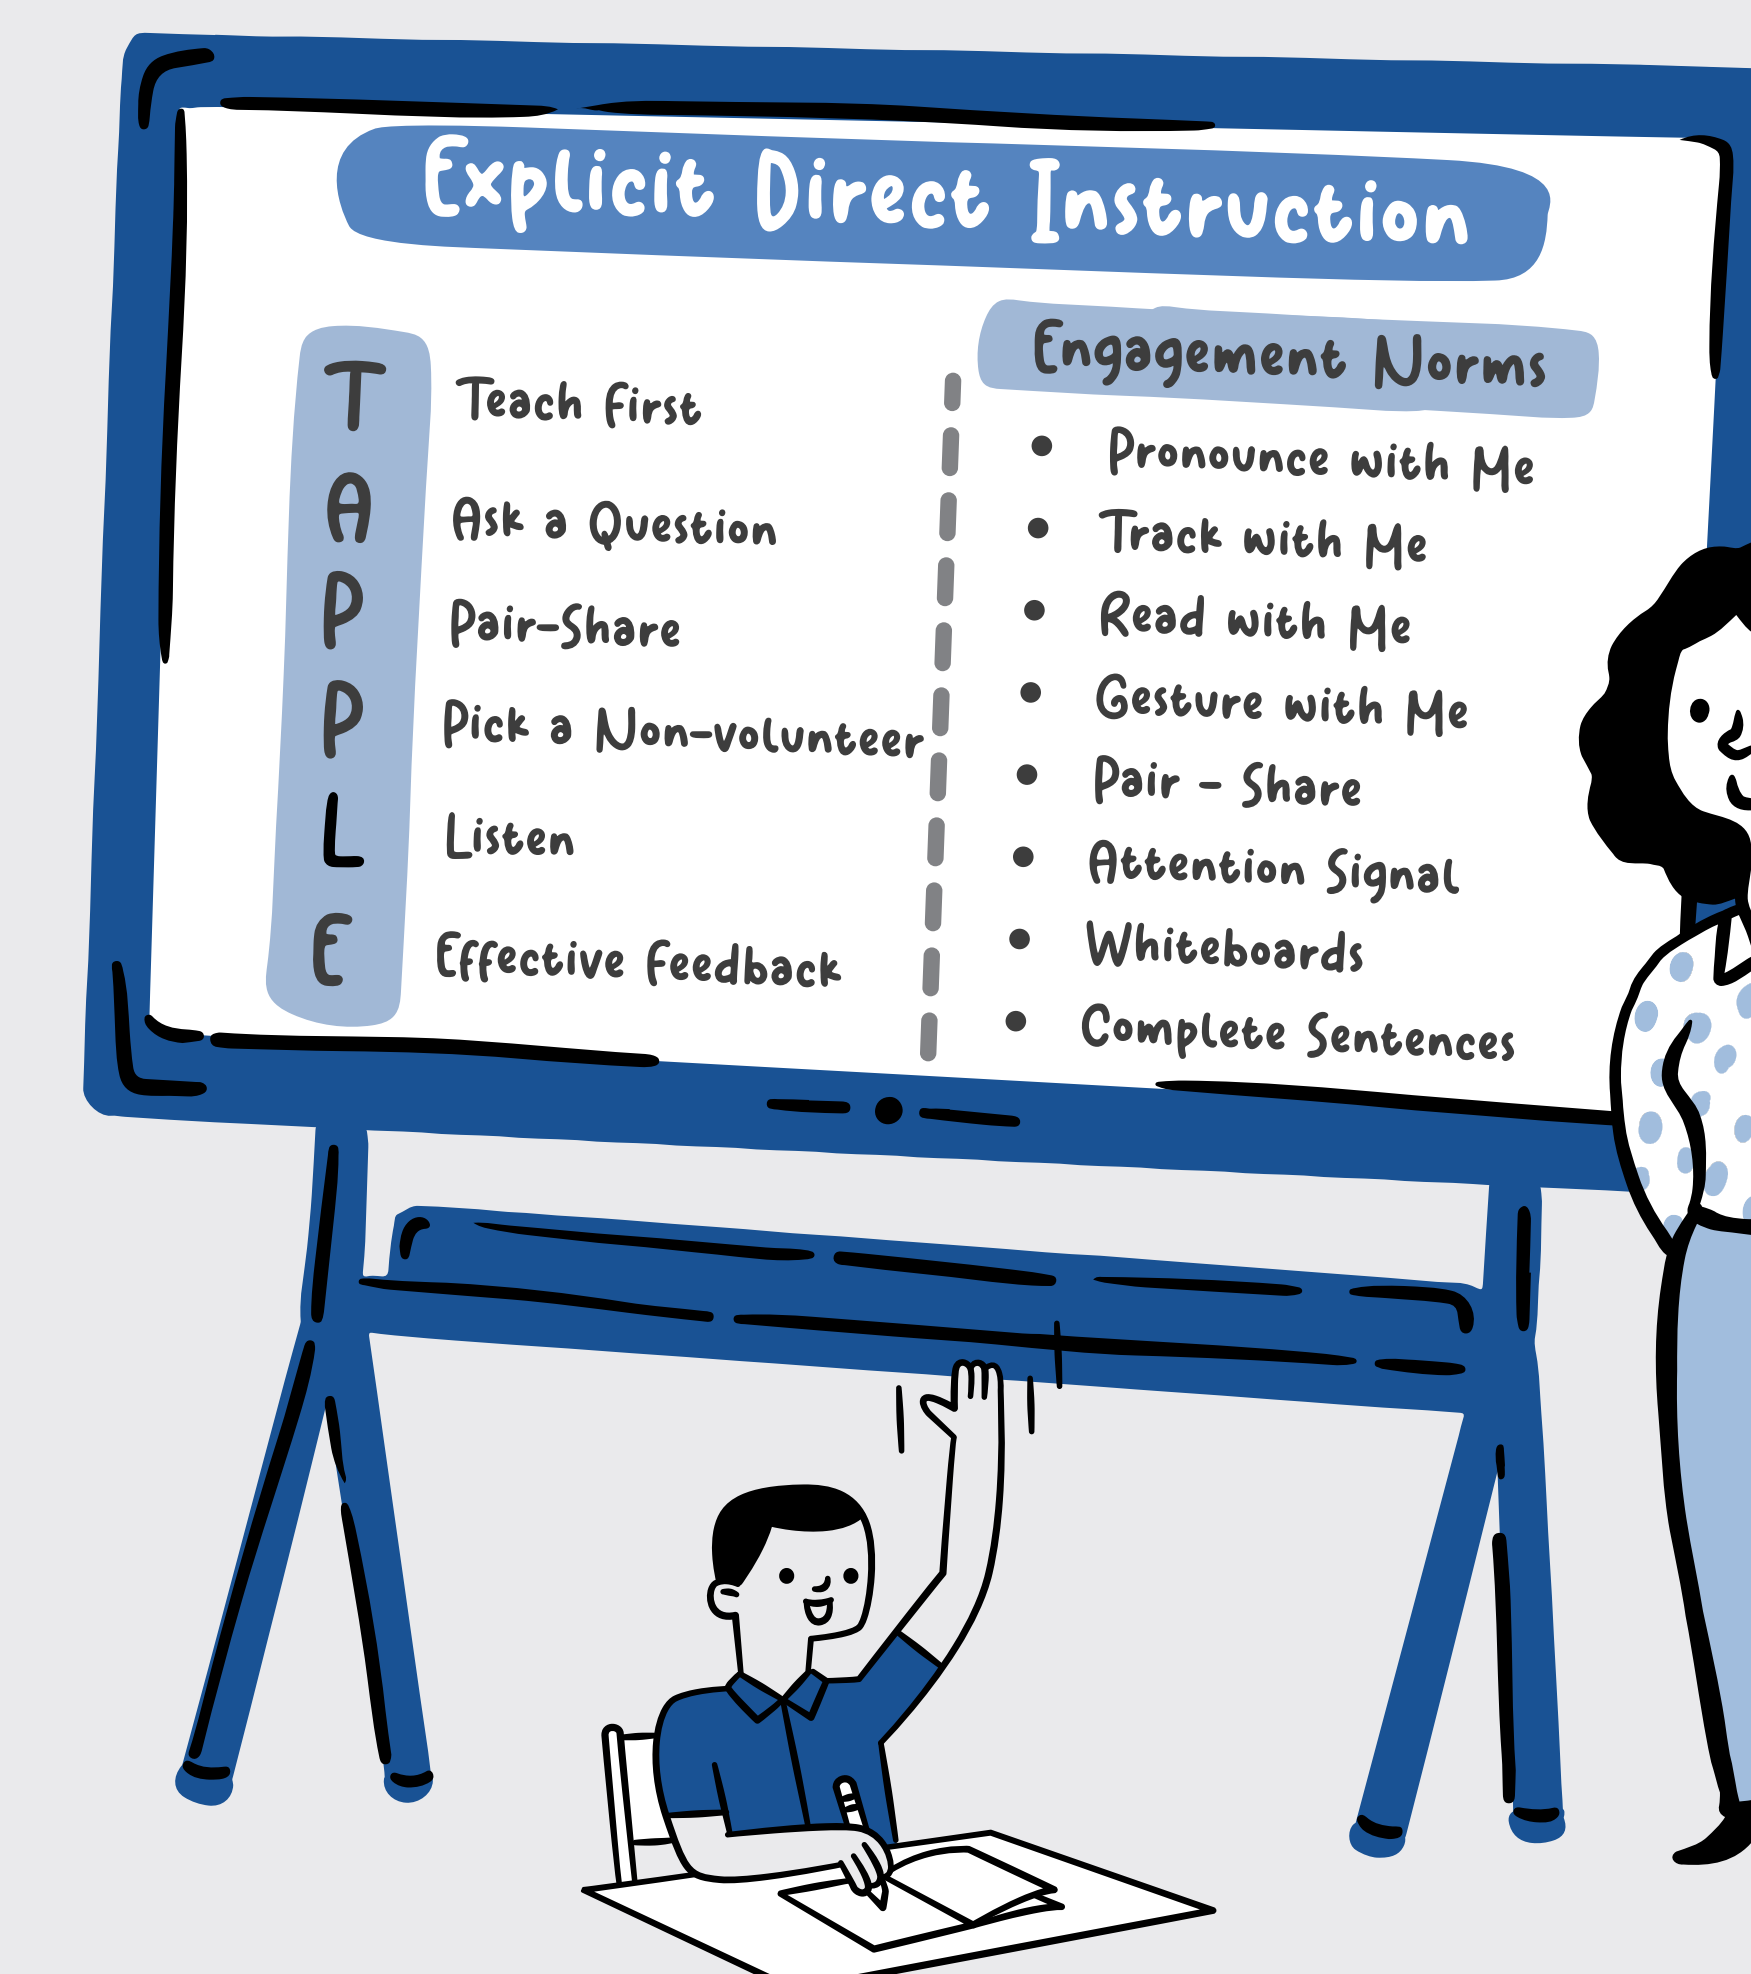 Explicit Direct Instruction
T Teach First
A Ask a Question
P Pair-Share
P Pick a Non-volunteer
L Listen
E Effective Feedback
Engagement Norms
• Pronounce with Me
• Track with Me
• Read with Me
• Gesture with Me
• Pair - Share
• Attention Signal
• Whiteboards
• Complete Sentences